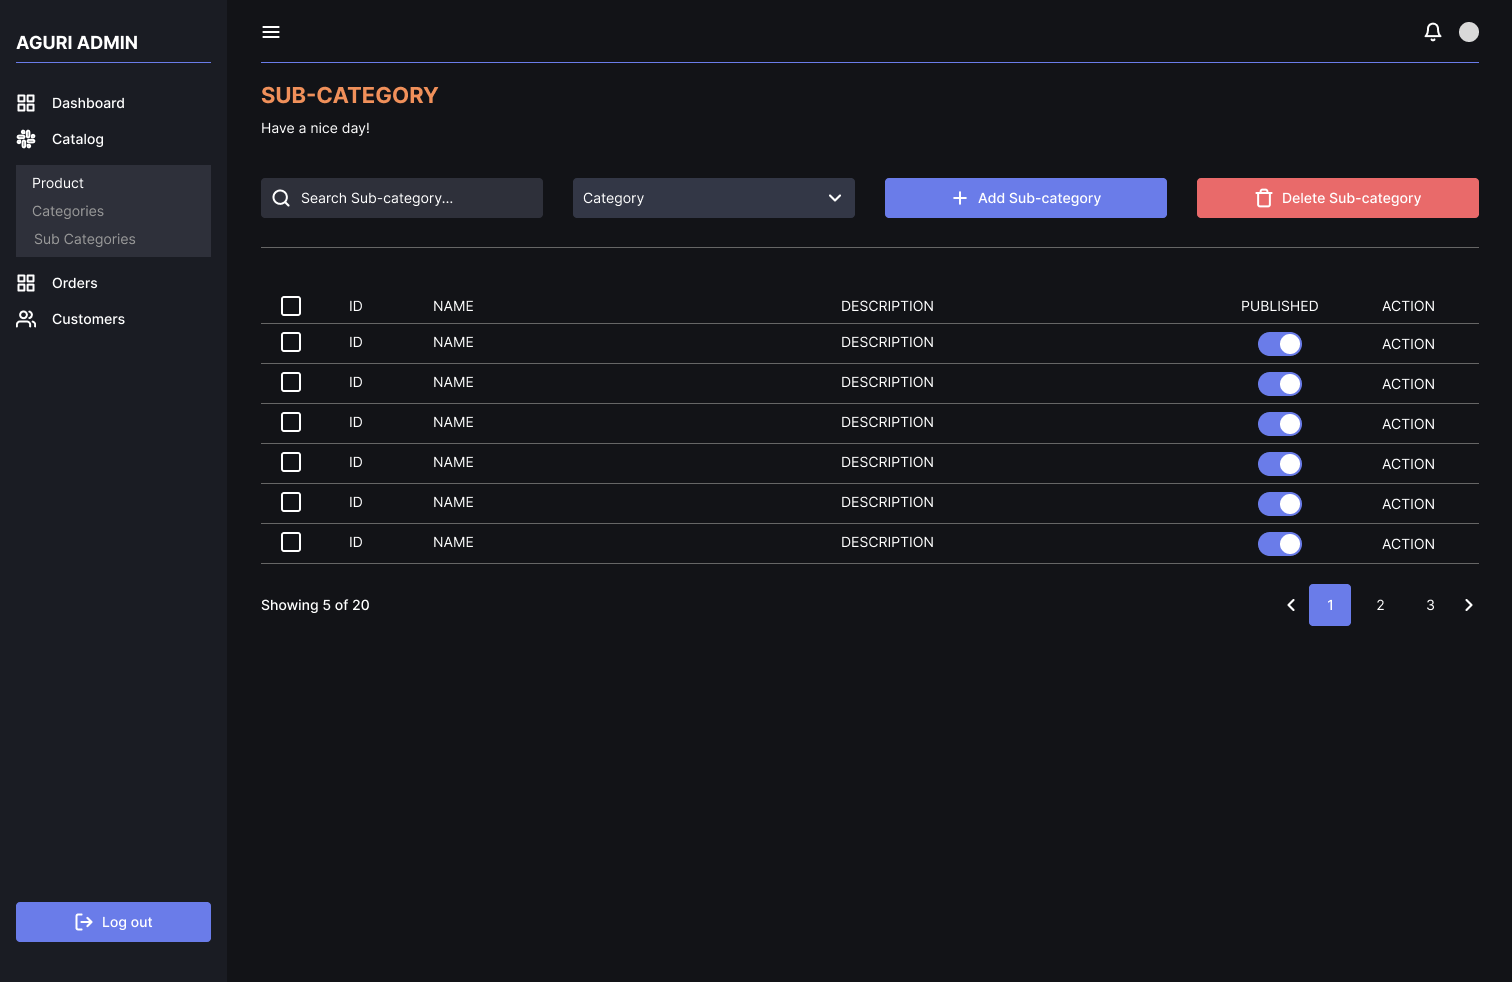 AGURI ADMIN
Dashboard
Catalog
Product
Categories
Sub Categories
Orders
Customers
Log out
SUB-CATEGORY
Have a nice day!
Search Sub-category...
Category
Add Sub-category
Delete Sub-category
ID NAME DESCRIPTION PUBLISHED ACTION
ID NAME DESCRIPTION ACTION
ID NAME DESCRIPTION ACTION
ID NAME DESCRIPTION ACTION
ID NAME DESCRIPTION ACTION
ID NAME DESCRIPTION ACTION
ID NAME DESCRIPTION ACTION
Showing 5 of 20
1 2 3